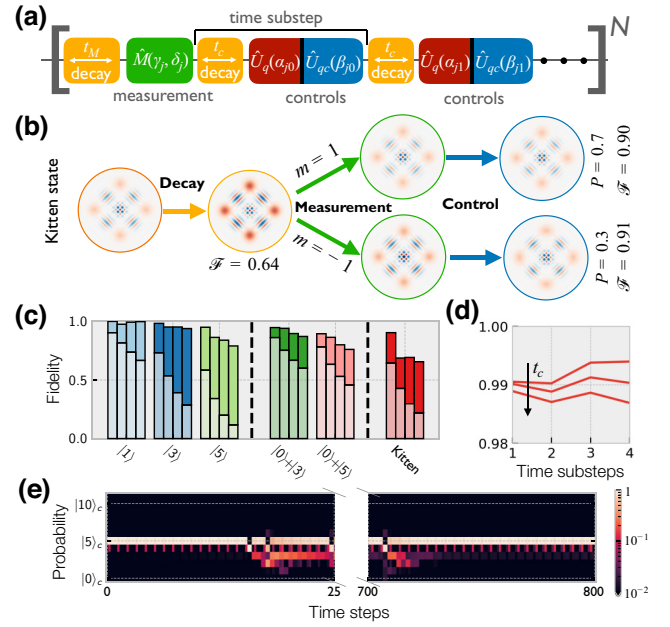 (a)
time substep
N
t_M
decay
M̂(γ_j, δ_j)
t_c
decay
Û_q(α_j0)
Û_qc(β_j0)
t_c
decay
Û_q(α_j1)
Û_qc(β_j1)
measurement
controls
controls
(b)
Kitten state
Decay
ℱ = 0.64
m = 1
Measurement
m = −1
Control
P = 0.7
ℱ = 0.90
P = 0.3
ℱ = 0.91
(c)
Fidelity
1.0
0.5
0.0
|1⟩
|3⟩
|5⟩
|0⟩+|3⟩
|0⟩+|5⟩
Kitten
(d)
1.00
0.99
0.98
t_c
1
2
3
4
Time substeps
(e)
Probability
|10⟩_c
|5⟩_c
|0⟩_c
0
25
700
800
Time steps
1
10⁻¹
10⁻²